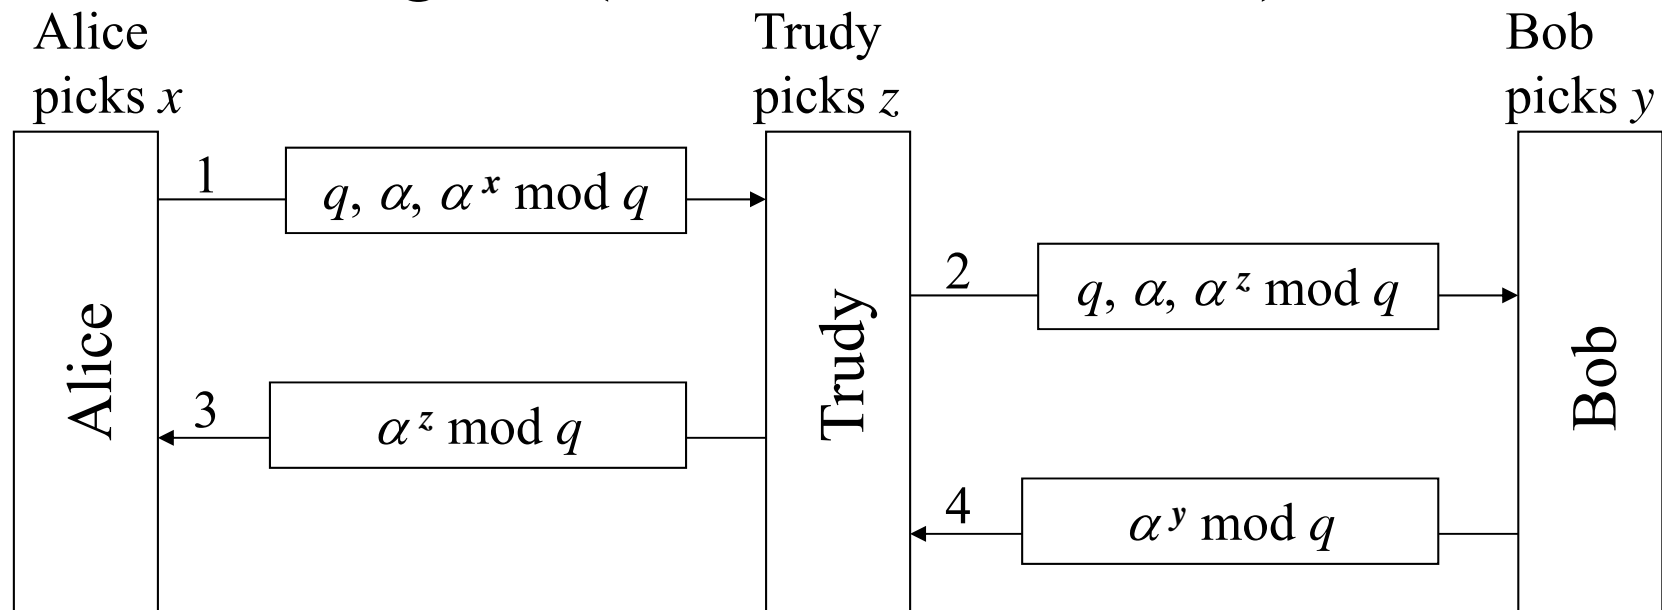 Alice
picks x
Trudy
picks z
Bob
picks y
1
q, α, α^x mod q
2
q, α, α^z mod q
Alice
Trudy
Bob
3
α^z mod q
4
α^y mod q